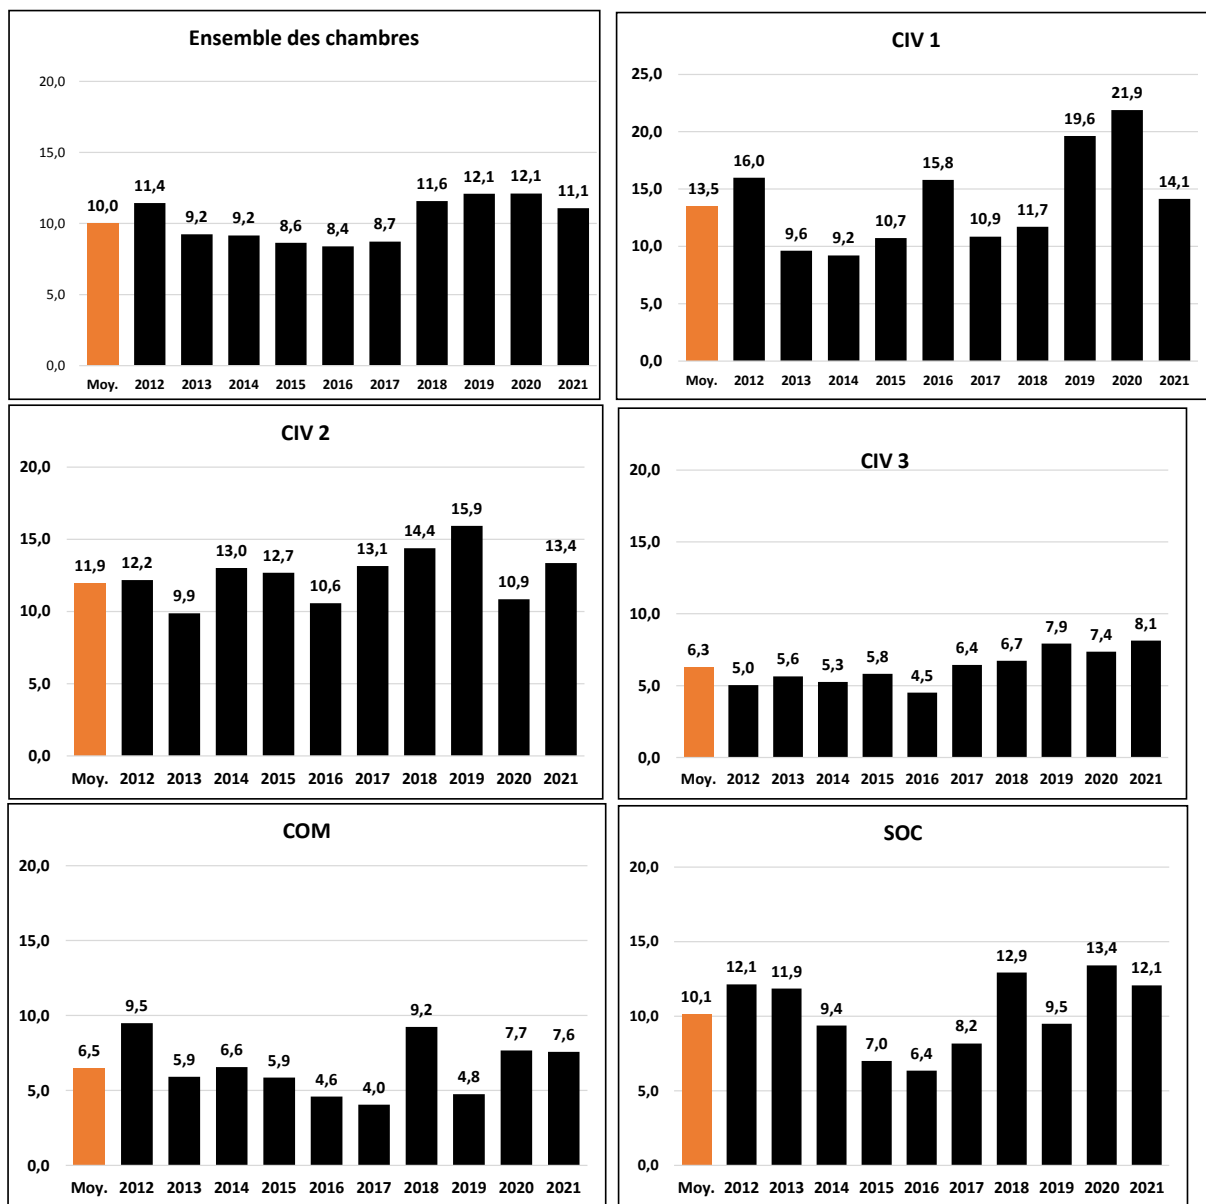 Ensemble des chambres
20,0
15,0
10,0
5,0
0,0
10,0 11,4 9,2 9,2 8,6 8,4 8,7 11,6 12,1 12,1 11,1
Moy. 2012 2013 2014 2015 2016 2017 2018 2019 2020 2021
CIV 1
25,0
20,0
15,0
10,0
5,0
0,0
13,5 16,0 9,6 9,2 10,7 15,8 10,9 11,7 19,6 21,9 14,1
Moy. 2012 2013 2014 2015 2016 2017 2018 2019 2020 2021
CIV 2
20,0
15,0
10,0
5,0
0,0
11,9 12,2 9,9 13,0 12,7 10,6 13,1 14,4 15,9 10,9 13,4
Moy. 2012 2013 2014 2015 2016 2017 2018 2019 2020 2021
CIV 3
20,0
15,0
10,0
5,0
0,0
6,3 5,0 5,6 5,3 5,8 4,5 6,4 6,7 7,9 7,4 8,1
Moy. 2012 2013 2014 2015 2016 2017 2018 2019 2020 2021
COM
20,0
15,0
10,0
5,0
0,0
6,5 9,5 5,9 6,6 5,9 4,6 4,0 9,2 4,8 7,7 7,6
Moy. 2012 2013 2014 2015 2016 2017 2018 2019 2020 2021
SOC
20,0
15,0
10,0
5,0
0,0
10,1 12,1 11,9 9,4 7,0 6,4 8,2 12,9 9,5 13,4 12,1
Moy. 2012 2013 2014 2015 2016 2017 2018 2019 2020 2021